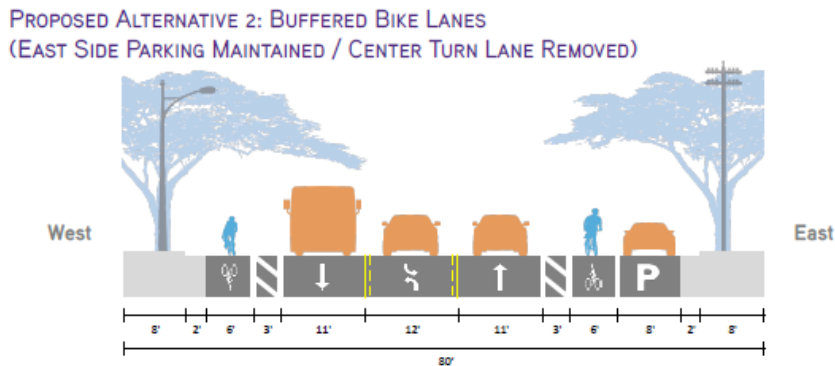 PROPOSED ALTERNATIVE 2: BUFFERED BIKE LANES
(EAST SIDE PARKING MAINTAINED / CENTER TURN LANE REMOVED)
West
East
P
8' 2' 6' 3' 11' 12' 11' 3' 6' 8' 2' 8'
80'